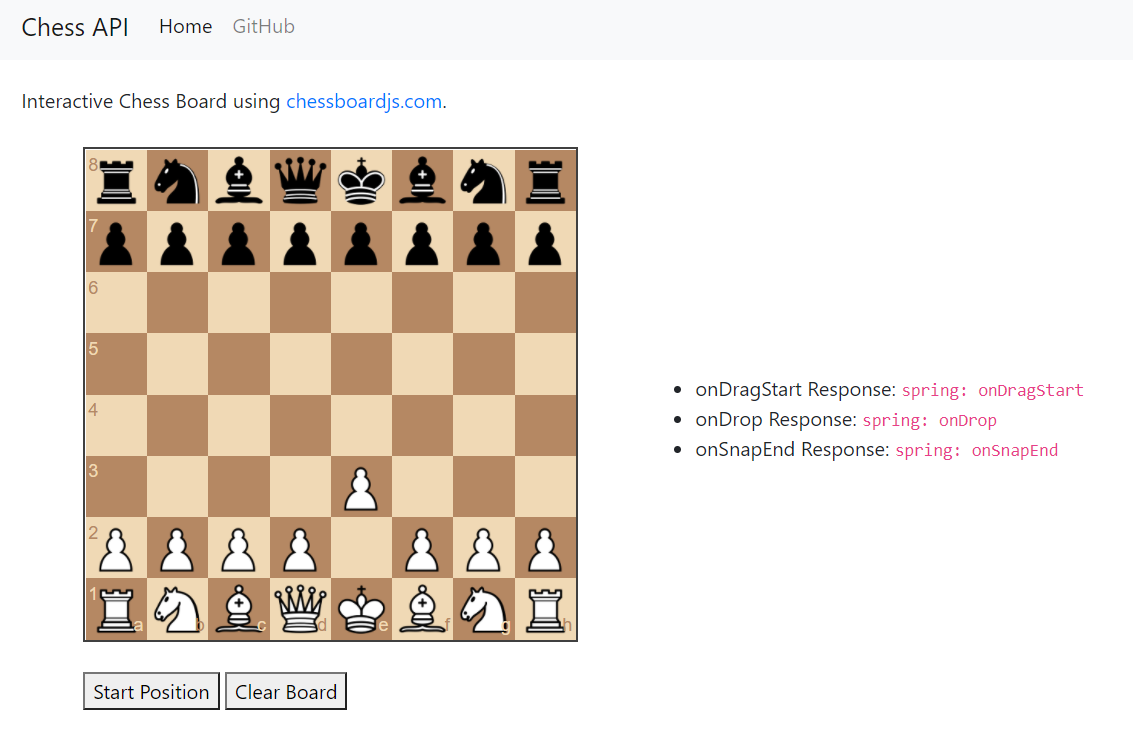 Chess API Home GitHub
Interactive Chess Board using chessboardjs.com.
8
7
6
5
4
3
2
1
a b c d e f g h
onDragStart Response: spring: onDragStart
onDrop Response: spring: onDrop
onSnapEnd Response: spring: onSnapEnd
Start Position Clear Board